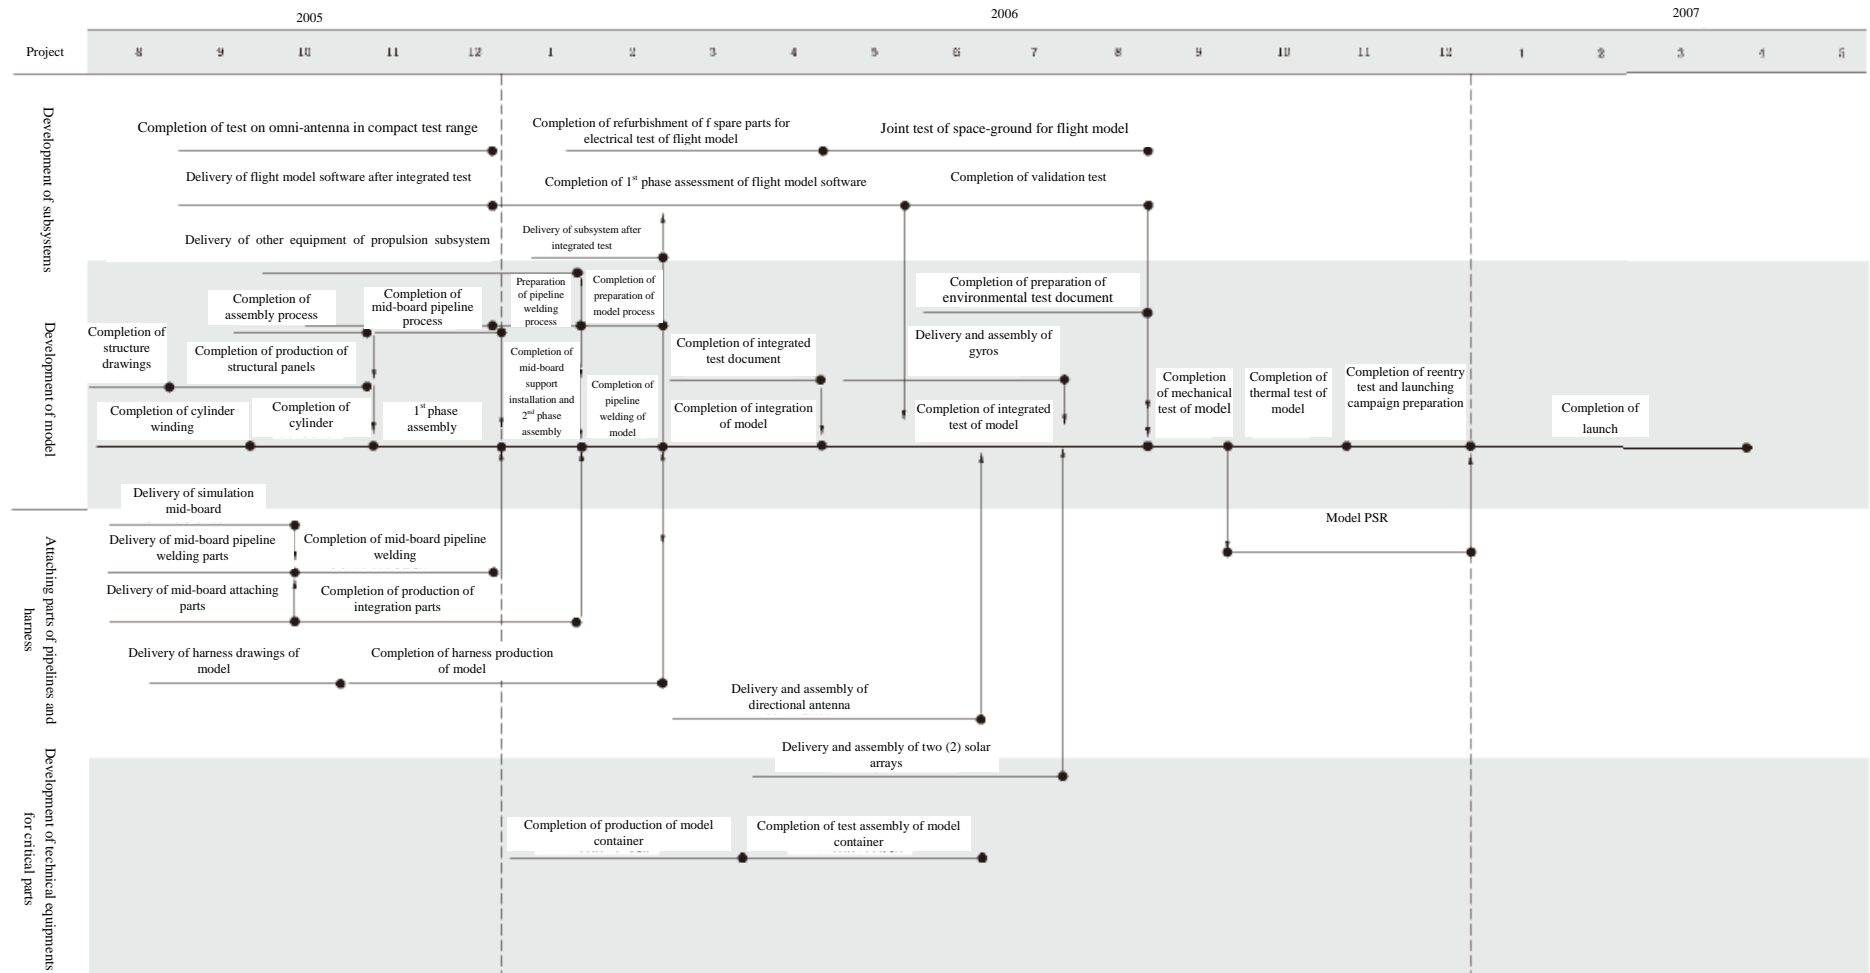 2005
2006
2007
Project
8 9 10 11 12 1 2 3 4 5 6 7 8 9 10 11 12 1 2 3 4 5
Development of subsystems
Completion of test on omni-antenna in compact test range
Completion of refurbishment of f spare parts for
electrical test of flight model
Joint test of space-ground for flight model
Delivery of flight model software after integrated test
Completion of 1st phase assessment of flight model software
Completion of validation test
Delivery of other equipment of propulsion subsystem
Delivery of subsystem after
integrated test
Development of model
Completion of
structure
drawings
Completion of
assembly process
Completion of
mid-board pipeline
process
Preparation
of pipeline
welding
process
Completion of
preparation of
model process
Completion of preparation of
environmental test document
Completion of production of
structural panels
Completion of
mid-board
support
installation and
2nd phase
assembly
Completion of
pipeline
welding of
model
Completion of integrated
test document
Delivery and assembly of
gyros
Completion of cylinder
winding
Completion of
cylinder
1st phase
assembly
Completion of integration
of model
Completion of integrated
test of model
Completion
of mechanical
test of model
Completion of
thermal test of
model
Completion of reentry
test and launching
campaign preparation
Completion of
launch
Attaching parts of pipelines and
harness
Delivery of simulation
mid-board
Delivery of mid-board pipeline
welding parts
Completion of mid-board pipeline
welding
Delivery of mid-board attaching
parts
Completion of production of
integration parts
Delivery of harness drawings of
model
Completion of harness production
of model
Delivery and assembly of
directional antenna
Model PSR
Development of technical equipments
for critical parts
Delivery and assembly of two (2) solar
arrays
Completion of production of model
container
Completion of test assembly of model
container